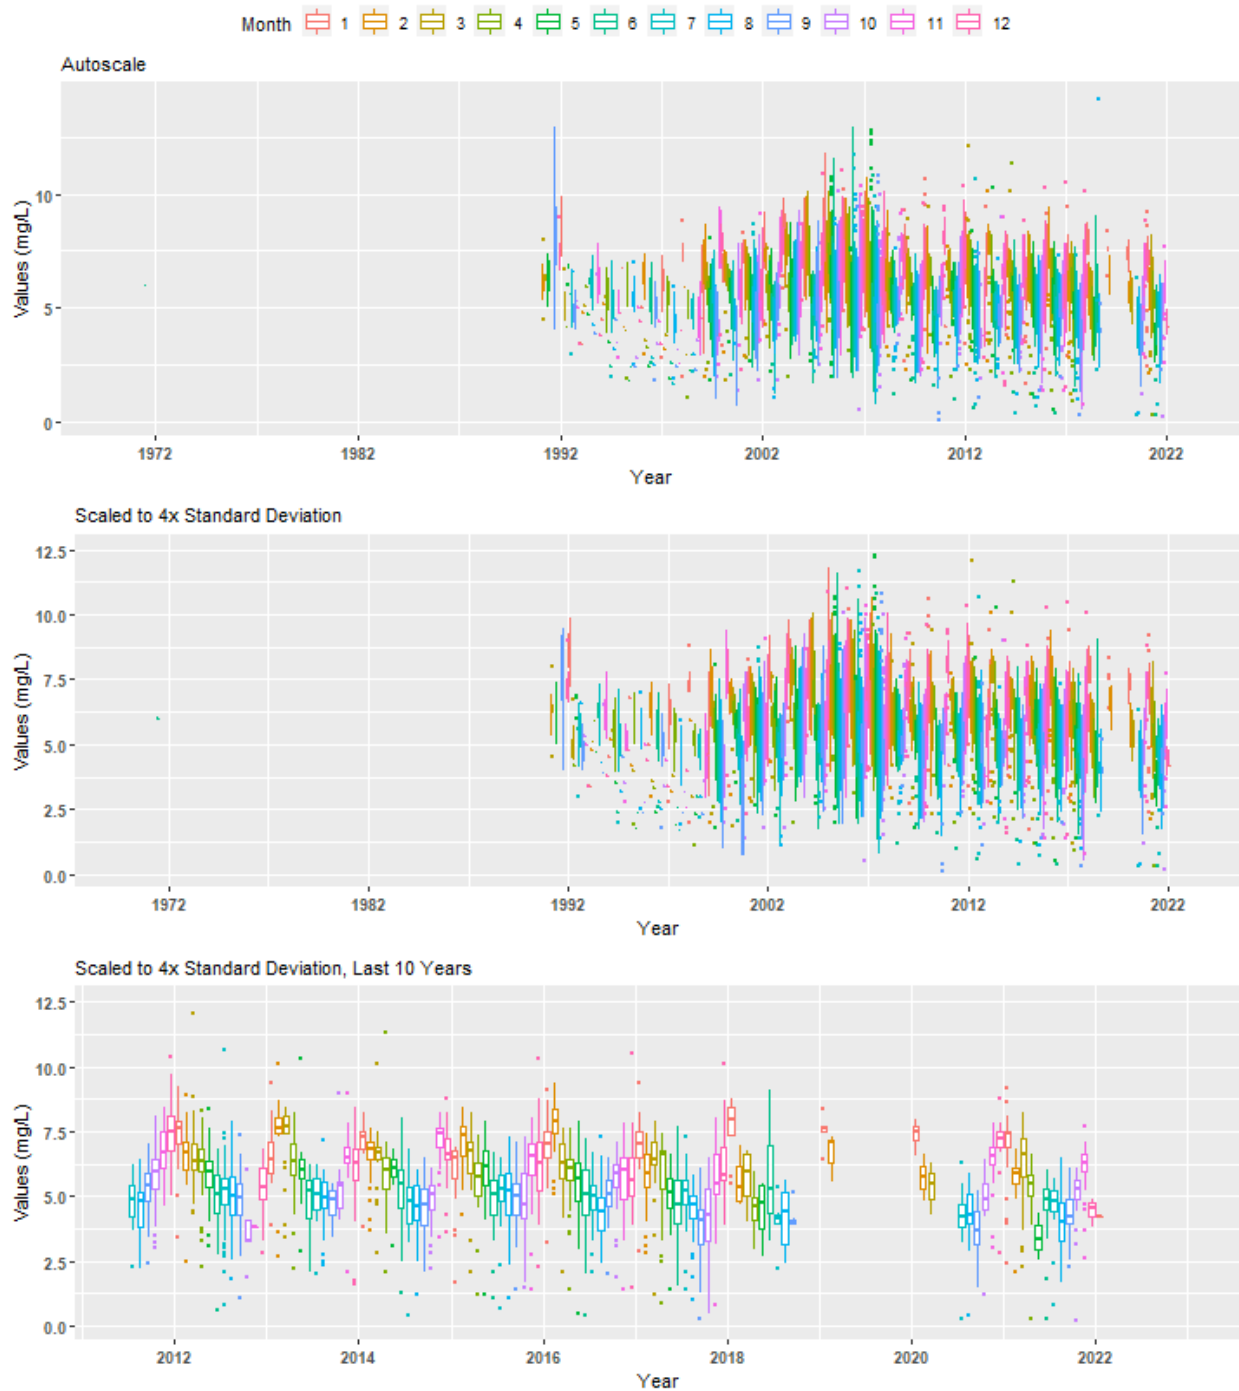 Month 1 2 3 4 5 6 7 8 9 10 11 12
Autoscale
10
5
0
Values (mg/L)
1972 1982 1992 2002 2012 2022
Year
Scaled to 4x Standard Deviation
12.5
10.0
7.5
5.0
2.5
0.0
Values (mg/L)
1972 1982 1992 2002 2012 2022
Year
Scaled to 4x Standard Deviation, Last 10 Years
12.5
10.0
7.5
5.0
2.5
0.0
Values (mg/L)
2012 2014 2016 2018 2020 2022
Year